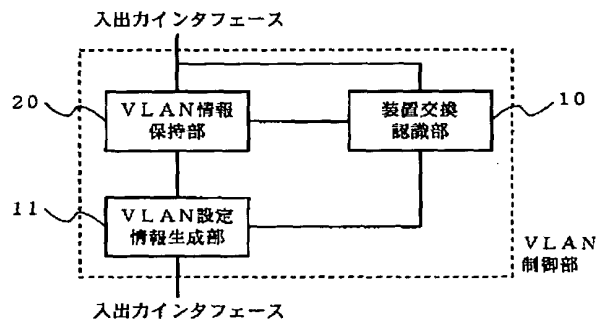 入出力インタフェース
20
VLAN情報
保持部
装置交換
認識部
10
11
VLAN設定
情報生成部
VLAN
制御部
入出力インタフェース